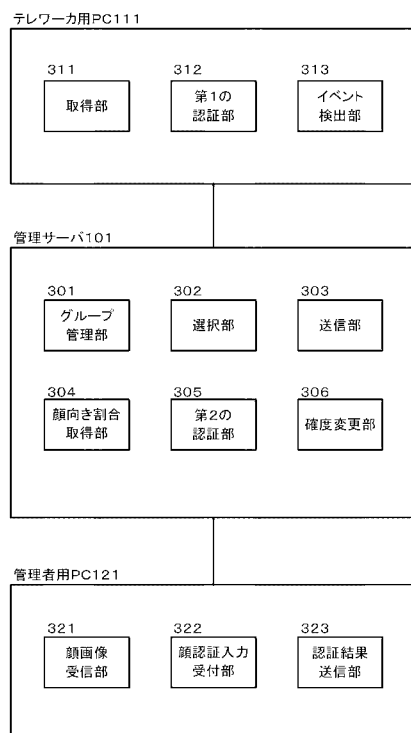 テレワーカ用PC111
311
取得部
312
第1の
認証部
313
イベント
検出部
管理サーバ101
301
グループ
管理部
302
選択部
303
送信部
304
顔向き割合
取得部
305
第2の
認証部
306
確度変更部
管理者用PC121
321
顔画像
受信部
322
顔認証入力
受付部
323
認証結果
送信部